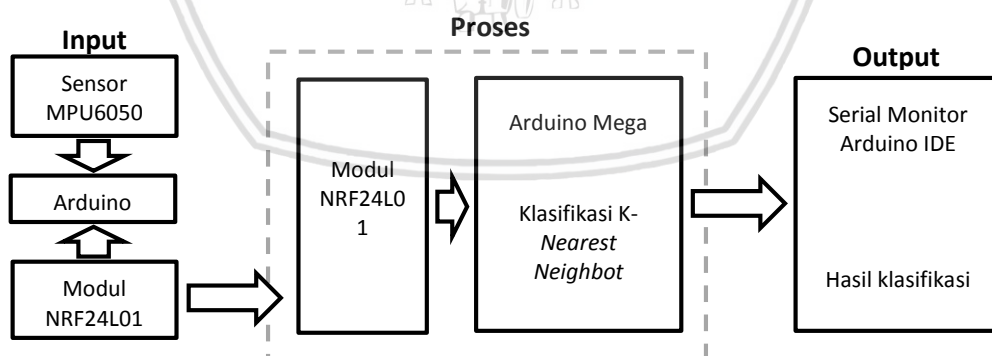 Input
Sensor
MPU6050
Arduino
Modul
NRF24L01
Proses
Modul
NRF24L0
1
Arduino Mega
Klasifikasi K-
Nearest
Neighbot
Output
Serial Monitor
Arduino IDE
Hasil klasifikasi